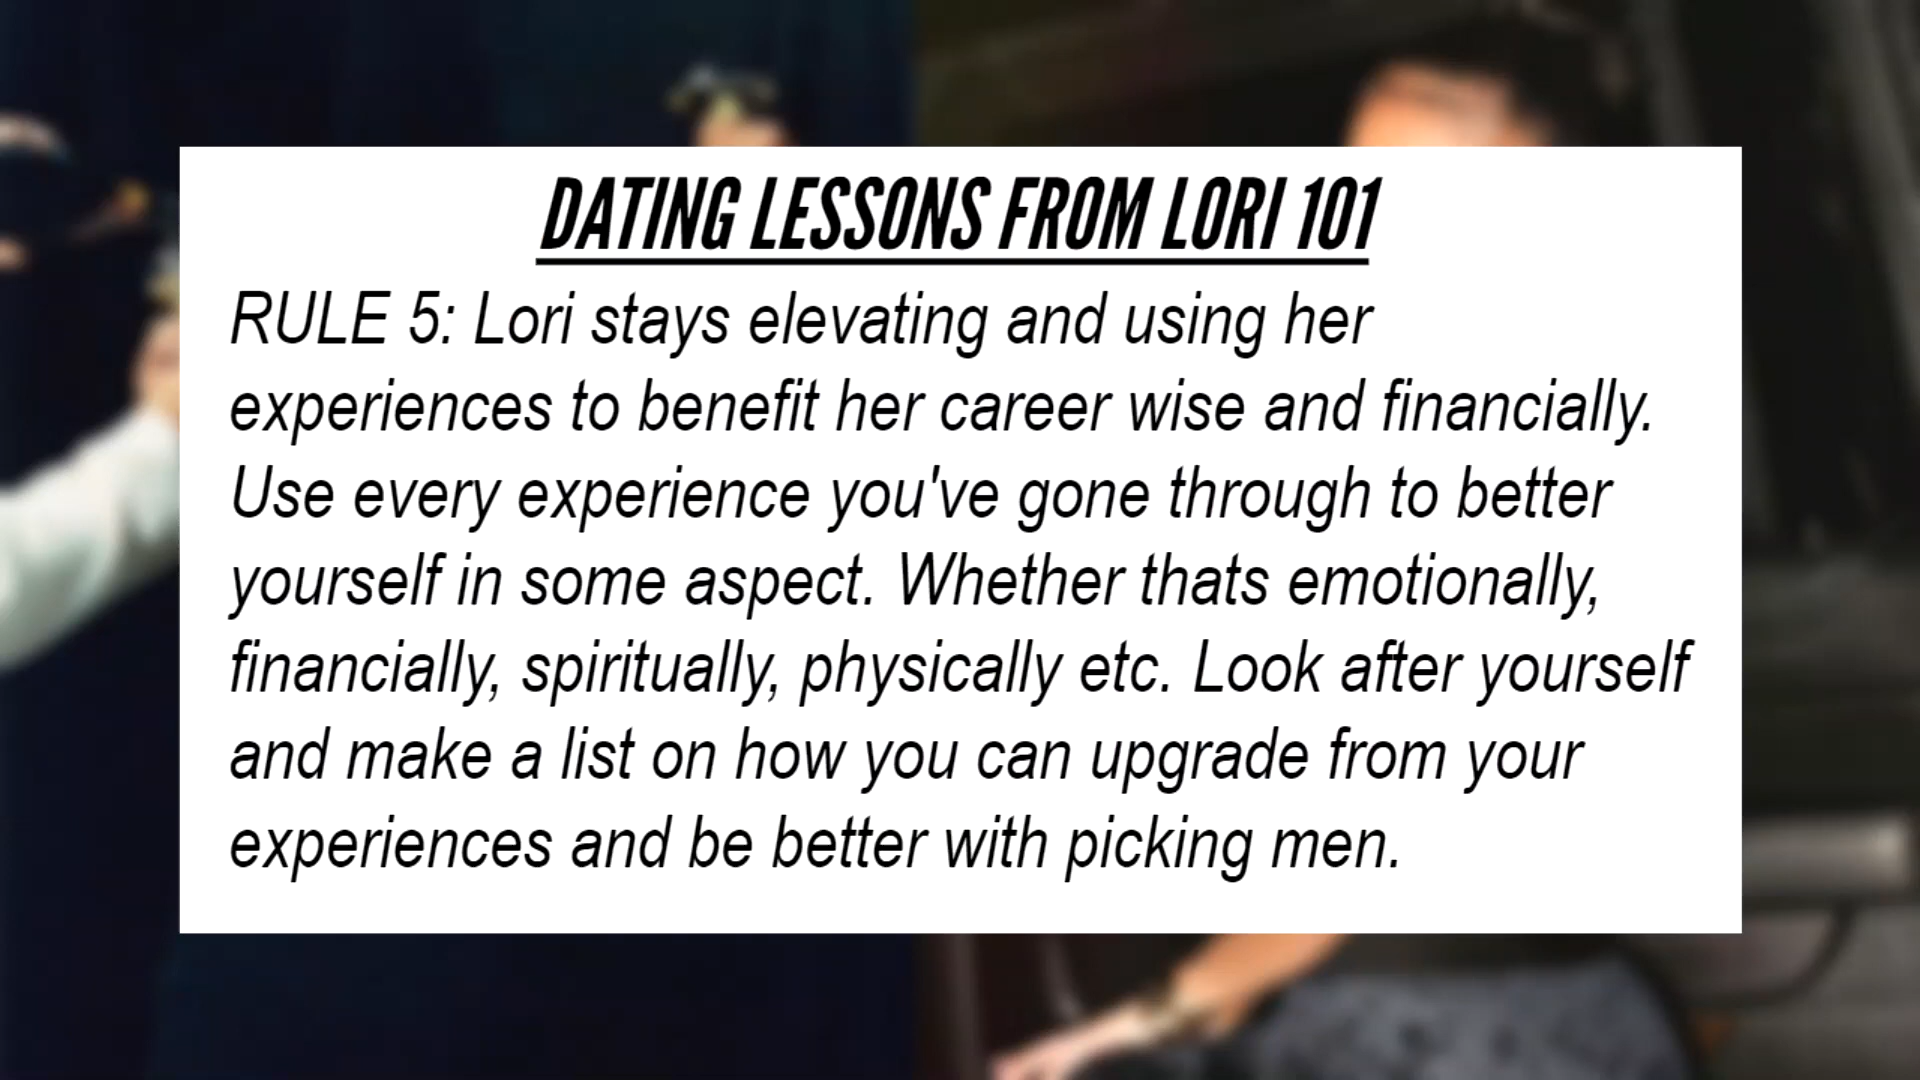 DATING LESSONS FROM LORI 101
RULE 5: Lori stays elevating and using her
experiences to benefit her career wise and financially.
Use every experience you've gone through to better
yourself in some aspect. Whether thats emotionally,
financially, spiritually, physically etc. Look after yourself
and make a list on how you can upgrade from your
experiences and be better with picking men.